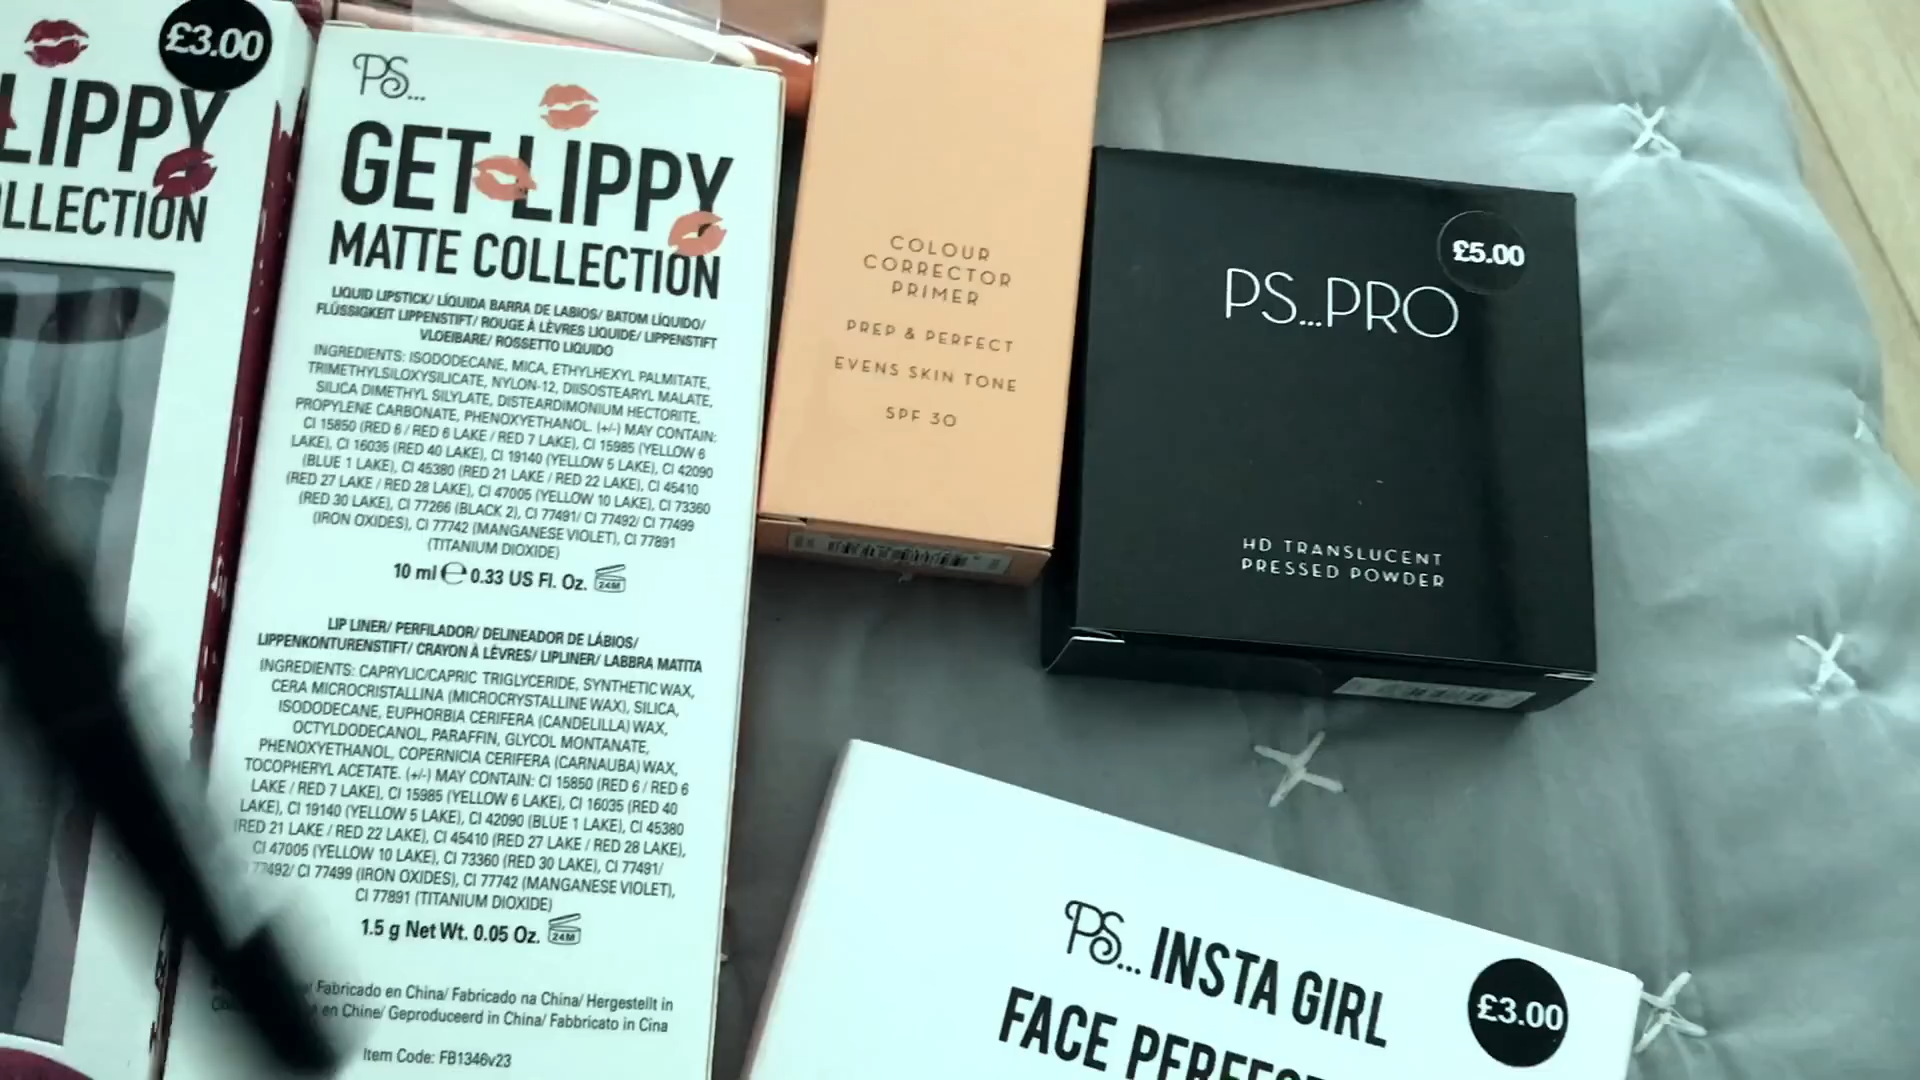 £3.00
LIPPY
COLLECTION
PS...
GET LIPPY
MATTE COLLECTION
LIQUID LIPSTICK/ LÍQUIDA BARRA DE LABIOS/ BATOM LÍQUIDO/
FLÜSSIGKEIT LIPPENSTIFT/ ROUGE À LÈVRES LIQUIDE/ LIPPENSTIFT
VLOEIBARE/ ROSSETTO LIQUIDO
INGREDIENTS: ISODODECANE, MICA, ETHYLHEXYL PALMITATE,
TRIMETHYLSILOXYSILICATE, NYLON-12, DIISOSTEARYL MALATE,
SILICA DIMETHYL SILYLATE, DISTEARDIMONIUM HECTORITE,
PROPYLENE CARBONATE, PHENOXYETHANOL. (+/-) MAY CONTAIN:
CI 15850 (RED 6 / RED 6 LAKE / RED 7 LAKE), CI 15985 (YELLOW 6
LAKE), CI 16035 (RED 40 LAKE), CI 19140 (YELLOW 5 LAKE), CI 42090
(BLUE 1 LAKE), CI 45380 (RED 21 LAKE / RED 22 LAKE), CI 45410
(RED 27 LAKE / RED 28 LAKE), CI 47005 (YELLOW 10 LAKE), CI 73360
(RED 30 LAKE), CI 77266 (BLACK 2), CI 77491/ CI 77492/ CI 77499
(IRON OXIDES), CI 77742 (MANGANESE VIOLET), CI 77891
(TITANIUM DIOXIDE)
10 ml ℮ 0.33 US Fl. Oz. 24M
LIP LINER/ PERFILADOR/ DELINEADOR DE LÁBIOS/
LIPPENKONTURENSTIFT/ CRAYON À LÈVRES/ LIPLINER/ LABBRA MATITA
INGREDIENTS: CAPRYLIC/CAPRIC TRIGLYCERIDE, SYNTHETIC WAX,
CERA MICROCRISTALLINA (MICROCRYSTALLINE WAX), SILICA,
ISODODECANE, EUPHORBIA CERIFERA (CANDELILLA) WAX,
OCTYLDODECANOL, PARAFFIN, GLYCOL MONTANATE,
PHENOXYETHANOL, COPERNICIA CERIFERA (CARNAUBA) WAX,
TOCOPHERYL ACETATE. (+/-) MAY CONTAIN: CI 15850 (RED 6 / RED 6
LAKE / RED 7 LAKE), CI 15985 (YELLOW 6 LAKE), CI 16035 (RED 40
LAKE), CI 19140 (YELLOW 5 LAKE), CI 42090 (BLUE 1 LAKE), CI 45380
(RED 21 LAKE / RED 22 LAKE), CI 45410 (RED 27 LAKE / RED 28 LAKE),
CI 47005 (YELLOW 10 LAKE), CI 73360 (RED 30 LAKE), CI 77491/
77492/ CI 77499 (IRON OXIDES), CI 77742 (MANGANESE VIOLET),
CI 77891 (TITANIUM DIOXIDE)
1.5 g Net Wt. 0.05 Oz. 24M
Fabricado en China/ Fabricado na China/ Hergestellt in
en Chine/ Geproduceerd in China/ Fabbricato in Cina
Item Code: FB1346v23
COLOUR
CORRECTOR
PRIMER
PREP & PERFECT
EVENS SKIN TONE
SPF 30
£5.00
PS...PRO
HD TRANSLUCENT
PRESSED POWDER
PS... INSTA GIRL
FACE
£3.00